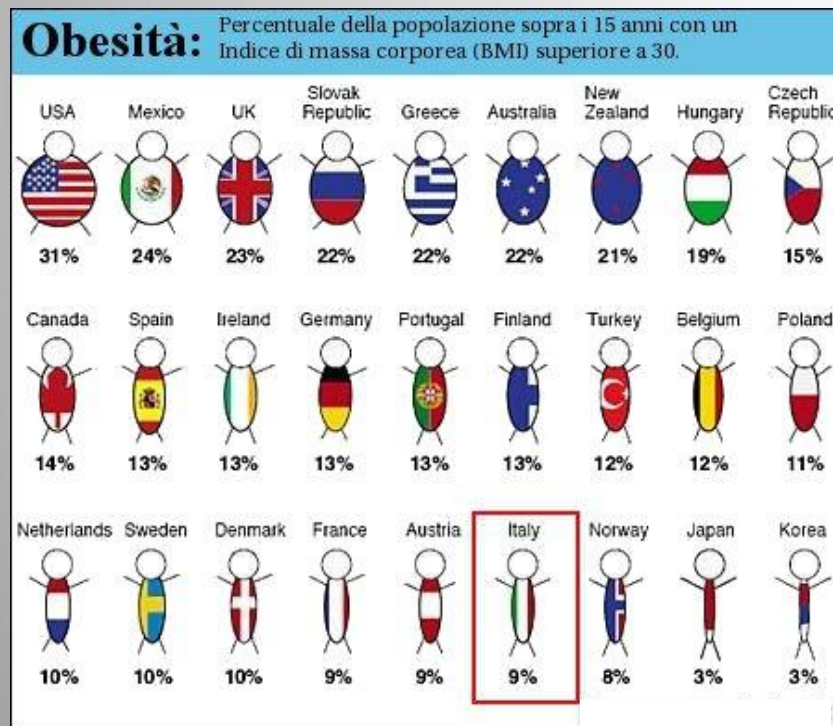 Obesità: Percentuale della popolazione sopra i 15 anni con un
Indice di massa corporea (BMI) superiore a 30.
USA Mexico UK Slovak Republic Greece Australia New Zealand Hungary Czech Republic
31% 24% 23% 22% 22% 22% 21% 19% 15%
Canada Spain Ireland Germany Portugal Finland Turkey Belgium Poland
14% 13% 13% 13% 13% 13% 12% 12% 11%
Netherlands Sweden Denmark France Austria Italy Norway Japan Korea
10% 10% 10% 9% 9% 9% 8% 3% 3%